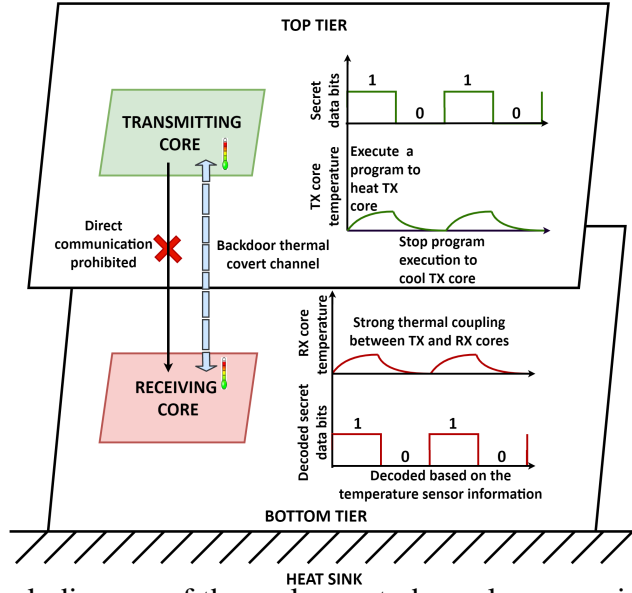 TOP TIER
TRANSMITTING
CORE
Direct
communication
prohibited
Backdoor thermal
covert channel
Secret
data bits
1
0
1
0
TX core
temperature
Execute a
program to
heat TX
core
Stop program
execution to
cool TX core
RECEIVING
CORE
RX core
temperature
Strong thermal coupling
between TX and RX cores
Decoded secret
data bits
1
0
1
0
Decoded based on the
temperature sensor information
BOTTOM TIER
HEAT SINK